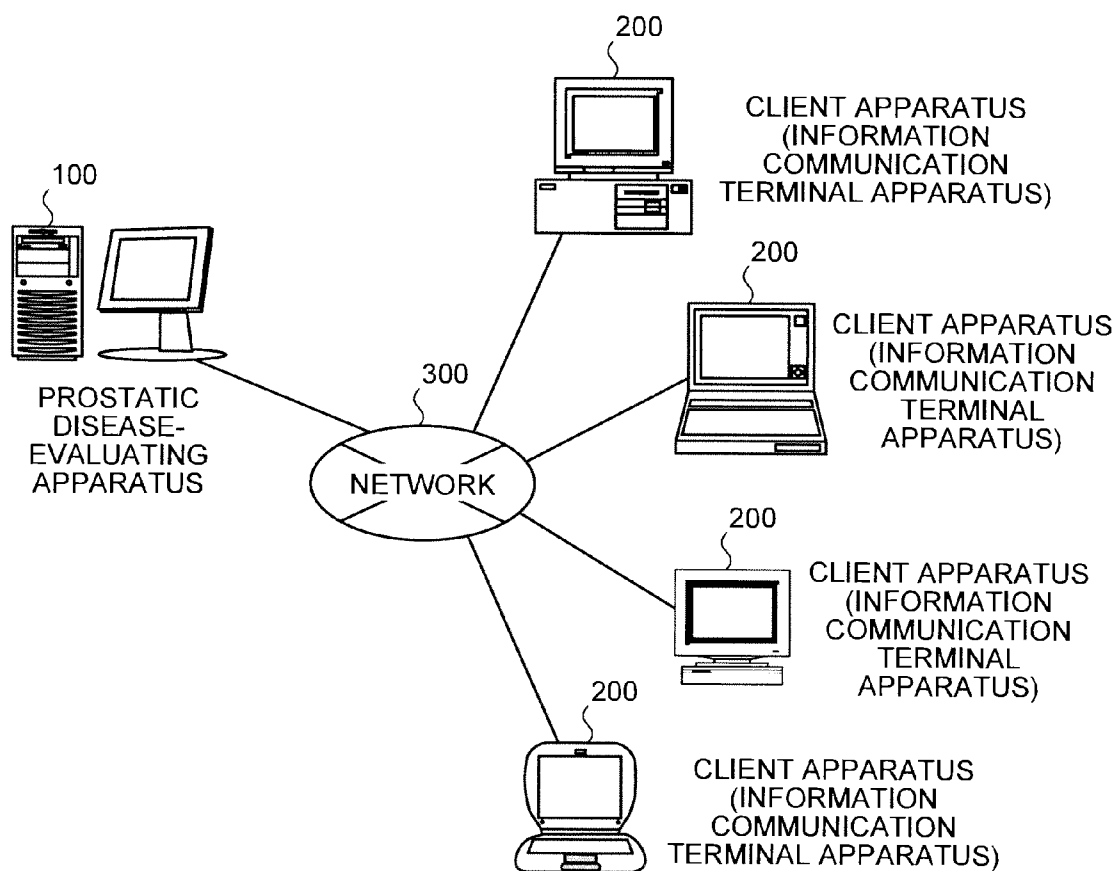 200
CLIENT APPARATUS
(INFORMATION
COMMUNICATION
TERMINAL APPARATUS)
100
PROSTATIC
DISEASE-
EVALUATING
APPARATUS
200
CLIENT APPARATUS
(INFORMATION
COMMUNICATION
TERMINAL
APPARATUS)
300
NETWORK
200
CLIENT APPARATUS
(INFORMATION
COMMUNICATION
TERMINAL
APPARATUS)
200
CLIENT APPARATUS
(INFORMATION
COMMUNICATION
TERMINAL APPARATUS)